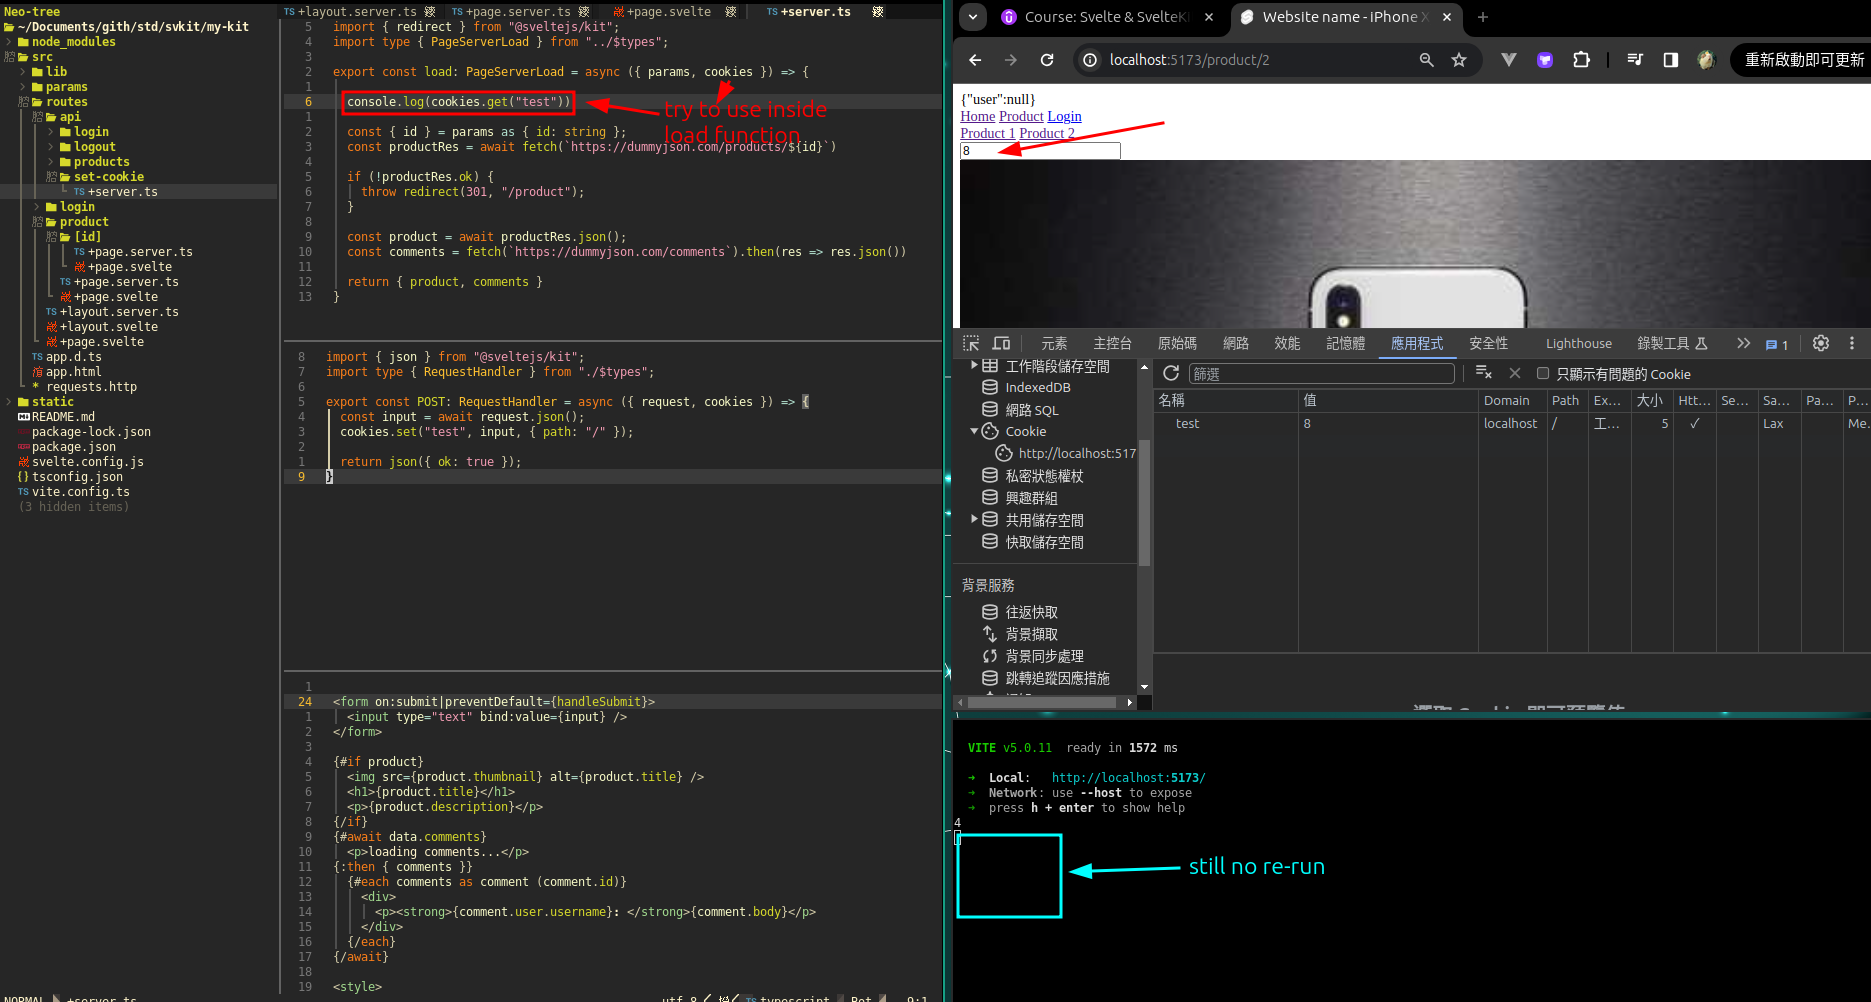 Neo-tree
~/Documents/gith/std/svkit/my-kit
node_modules
src
lib
params
routes
api
login
logout
products
set-cookie
TS +server.ts
login
product
[id]
TS +page.server.ts
+page.svelte
TS +page.server.ts
+page.svelte
TS +layout.server.ts
+layout.svelte
+page.svelte
TS app.d.ts
app.html
* requests.http
static
README.md
package-lock.json
package.json
svelte.config.js
{} tsconfig.json
TS vite.config.ts
(3 hidden items)
NORMAL +server.ts
TS +layout.server.ts TS +page.server.ts +page.svelte TS +server.ts
5 import { redirect } from "@sveltejs/kit";
4 import type { PageServerLoad } from "../$types";
3
2 export const load: PageServerLoad = async ({ params, cookies }) => {
1
6 console.log(cookies.get("test"))
try to use inside
load function
1
2 const { id } = params as { id: string };
3 const productRes = await fetch(`https://dummyjson.com/products/${id}`)
4
5 if (!productRes.ok) {
6 throw redirect(301, "/product");
7 }
8
9 const product = await productRes.json();
10 const comments = fetch(`https://dummyjson.com/comments`).then(res => res.json())
11
12 return { product, comments }
13 }
8 import { json } from "@sveltejs/kit";
7 import type { RequestHandler } from "./$types";
6
5 export const POST: RequestHandler = async ({ request, cookies }) => {
4 const input = await request.json();
3 cookies.set("test", input, { path: "/" });
2
1 return json({ ok: true });
9 }
1
24 <form on:submit|preventDefault={handleSubmit}>
1 <input type="text" bind:value={input} />
2 </form>
3
4 {#if product}
5 <img src={product.thumbnail} alt={product.title} />
6 <h1>{product.title}</h1>
7 <p>{product.description}</p>
8 {/if}
9 {#await data.comments}
10 <p>loading comments...</p>
11 {:then { comments }}
12 {#each comments as comment (comment.id)}
13 <div>
14 <p><strong>{comment.user.username}: </strong>{comment.body}</p>
15 </div>
16 {/each}
17 {/await}
18
19 <style>
utf-8 TS typescript Bot 9:1
Course: Svelte & SvelteKi
Website name - iPhone X
localhost:5173/product/2
重新啟動即可更新
{"user":null}
Home Product Login
Product 1 Product 2
8
元素 主控台 原始碼 網路 效能 記憶體 應用程式 安全性 Lighthouse 錄製工具 1
工作階段儲存空間
IndexedDB
網路 SQL
Cookie
http://localhost:517
私密狀態權杖
興趣群組
共用儲存空間
快取儲存空間
背景服務
往返快取
背景擷取
背景同步處理
跳轉追蹤因應措施
篩選
只顯示有問題的 Cookie
名稱 值 Domain Path Ex... 大小 Htt... Se... Sa... Pa... P...
test 8 localhost / 工... 5 ✓ Lax Me...
選取 Cookie 即可預覽值
VITE v5.0.11 ready in 1572 ms
➜ Local: http://localhost:5173/
➜ Network: use --host to expose
➜ press h + enter to show help
4
still no re-run